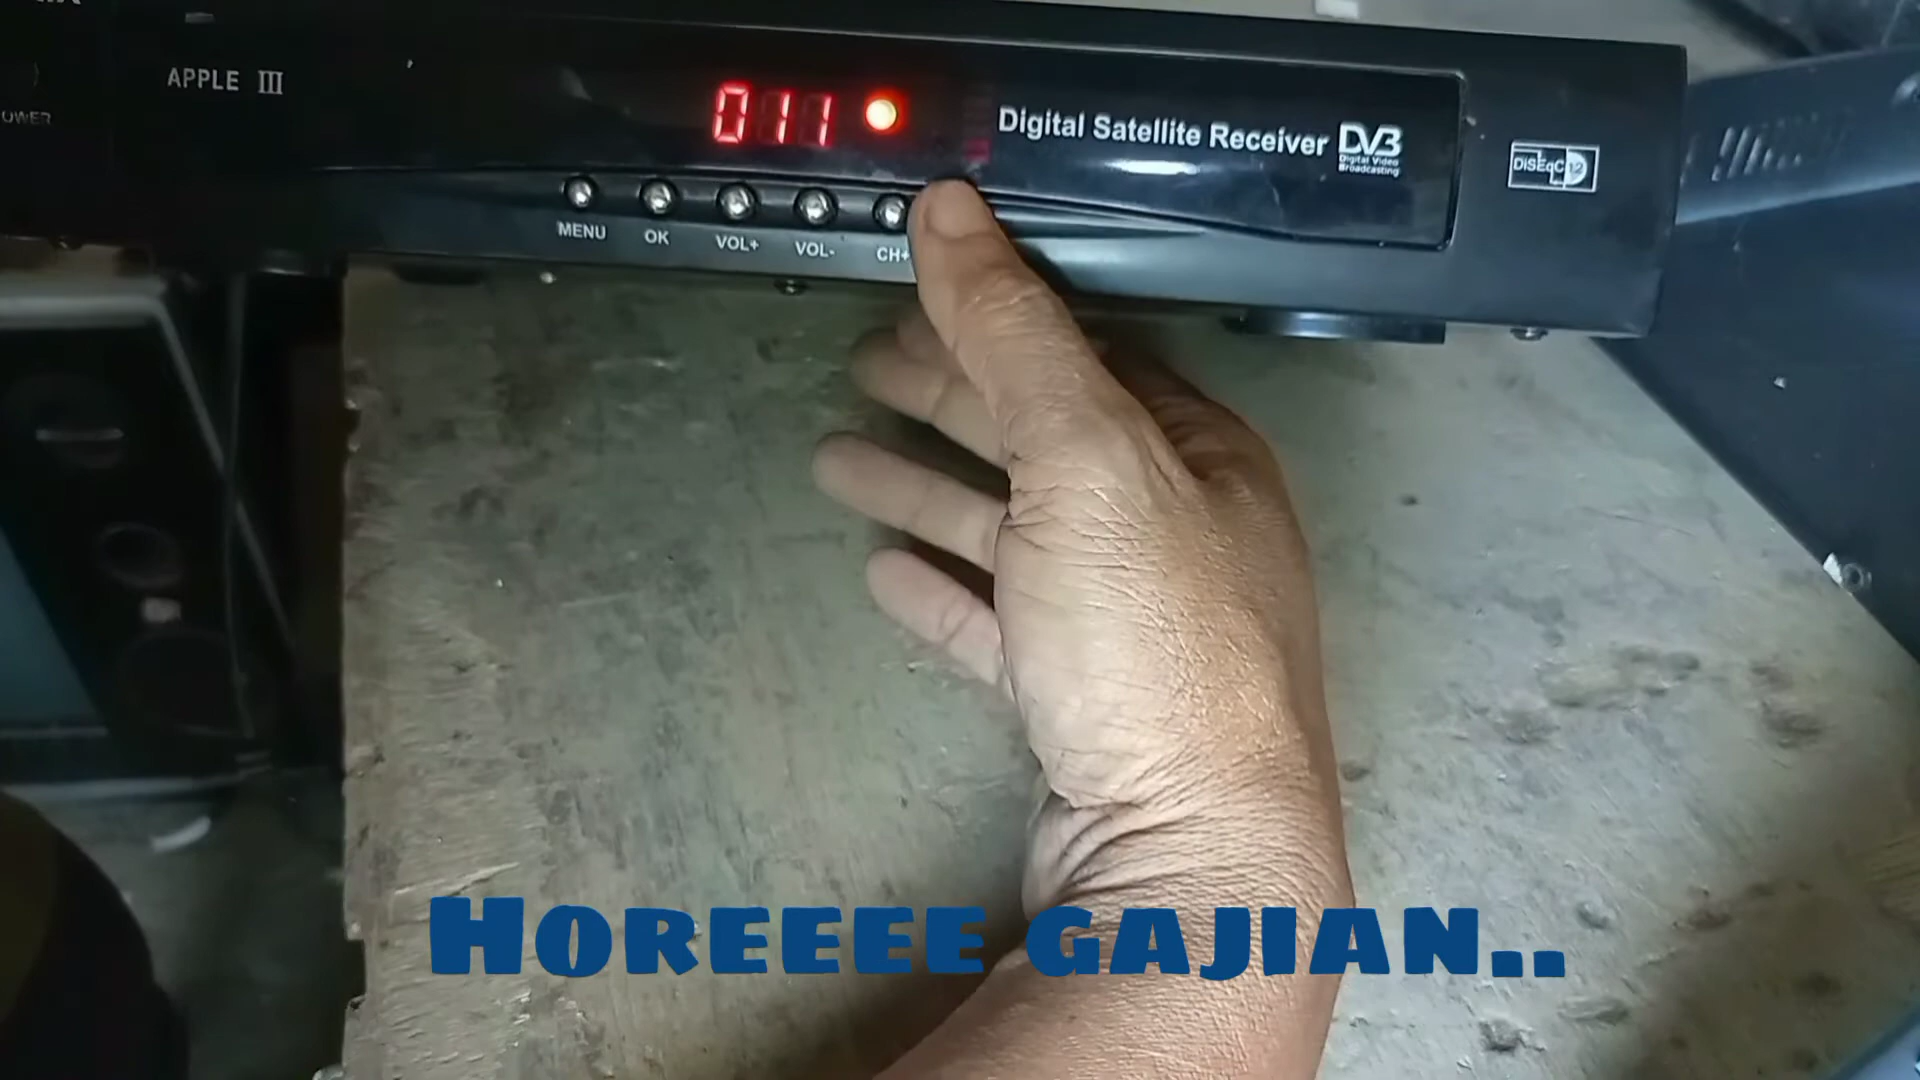 APPLE III
OWER
011
Digital Satellite Receiver
DVB
Digital Video
Broadcasting
DiSEqC 1.2
MENU
OK
VOL+
VOL-
CH+
HOREEEE GAJIAN..